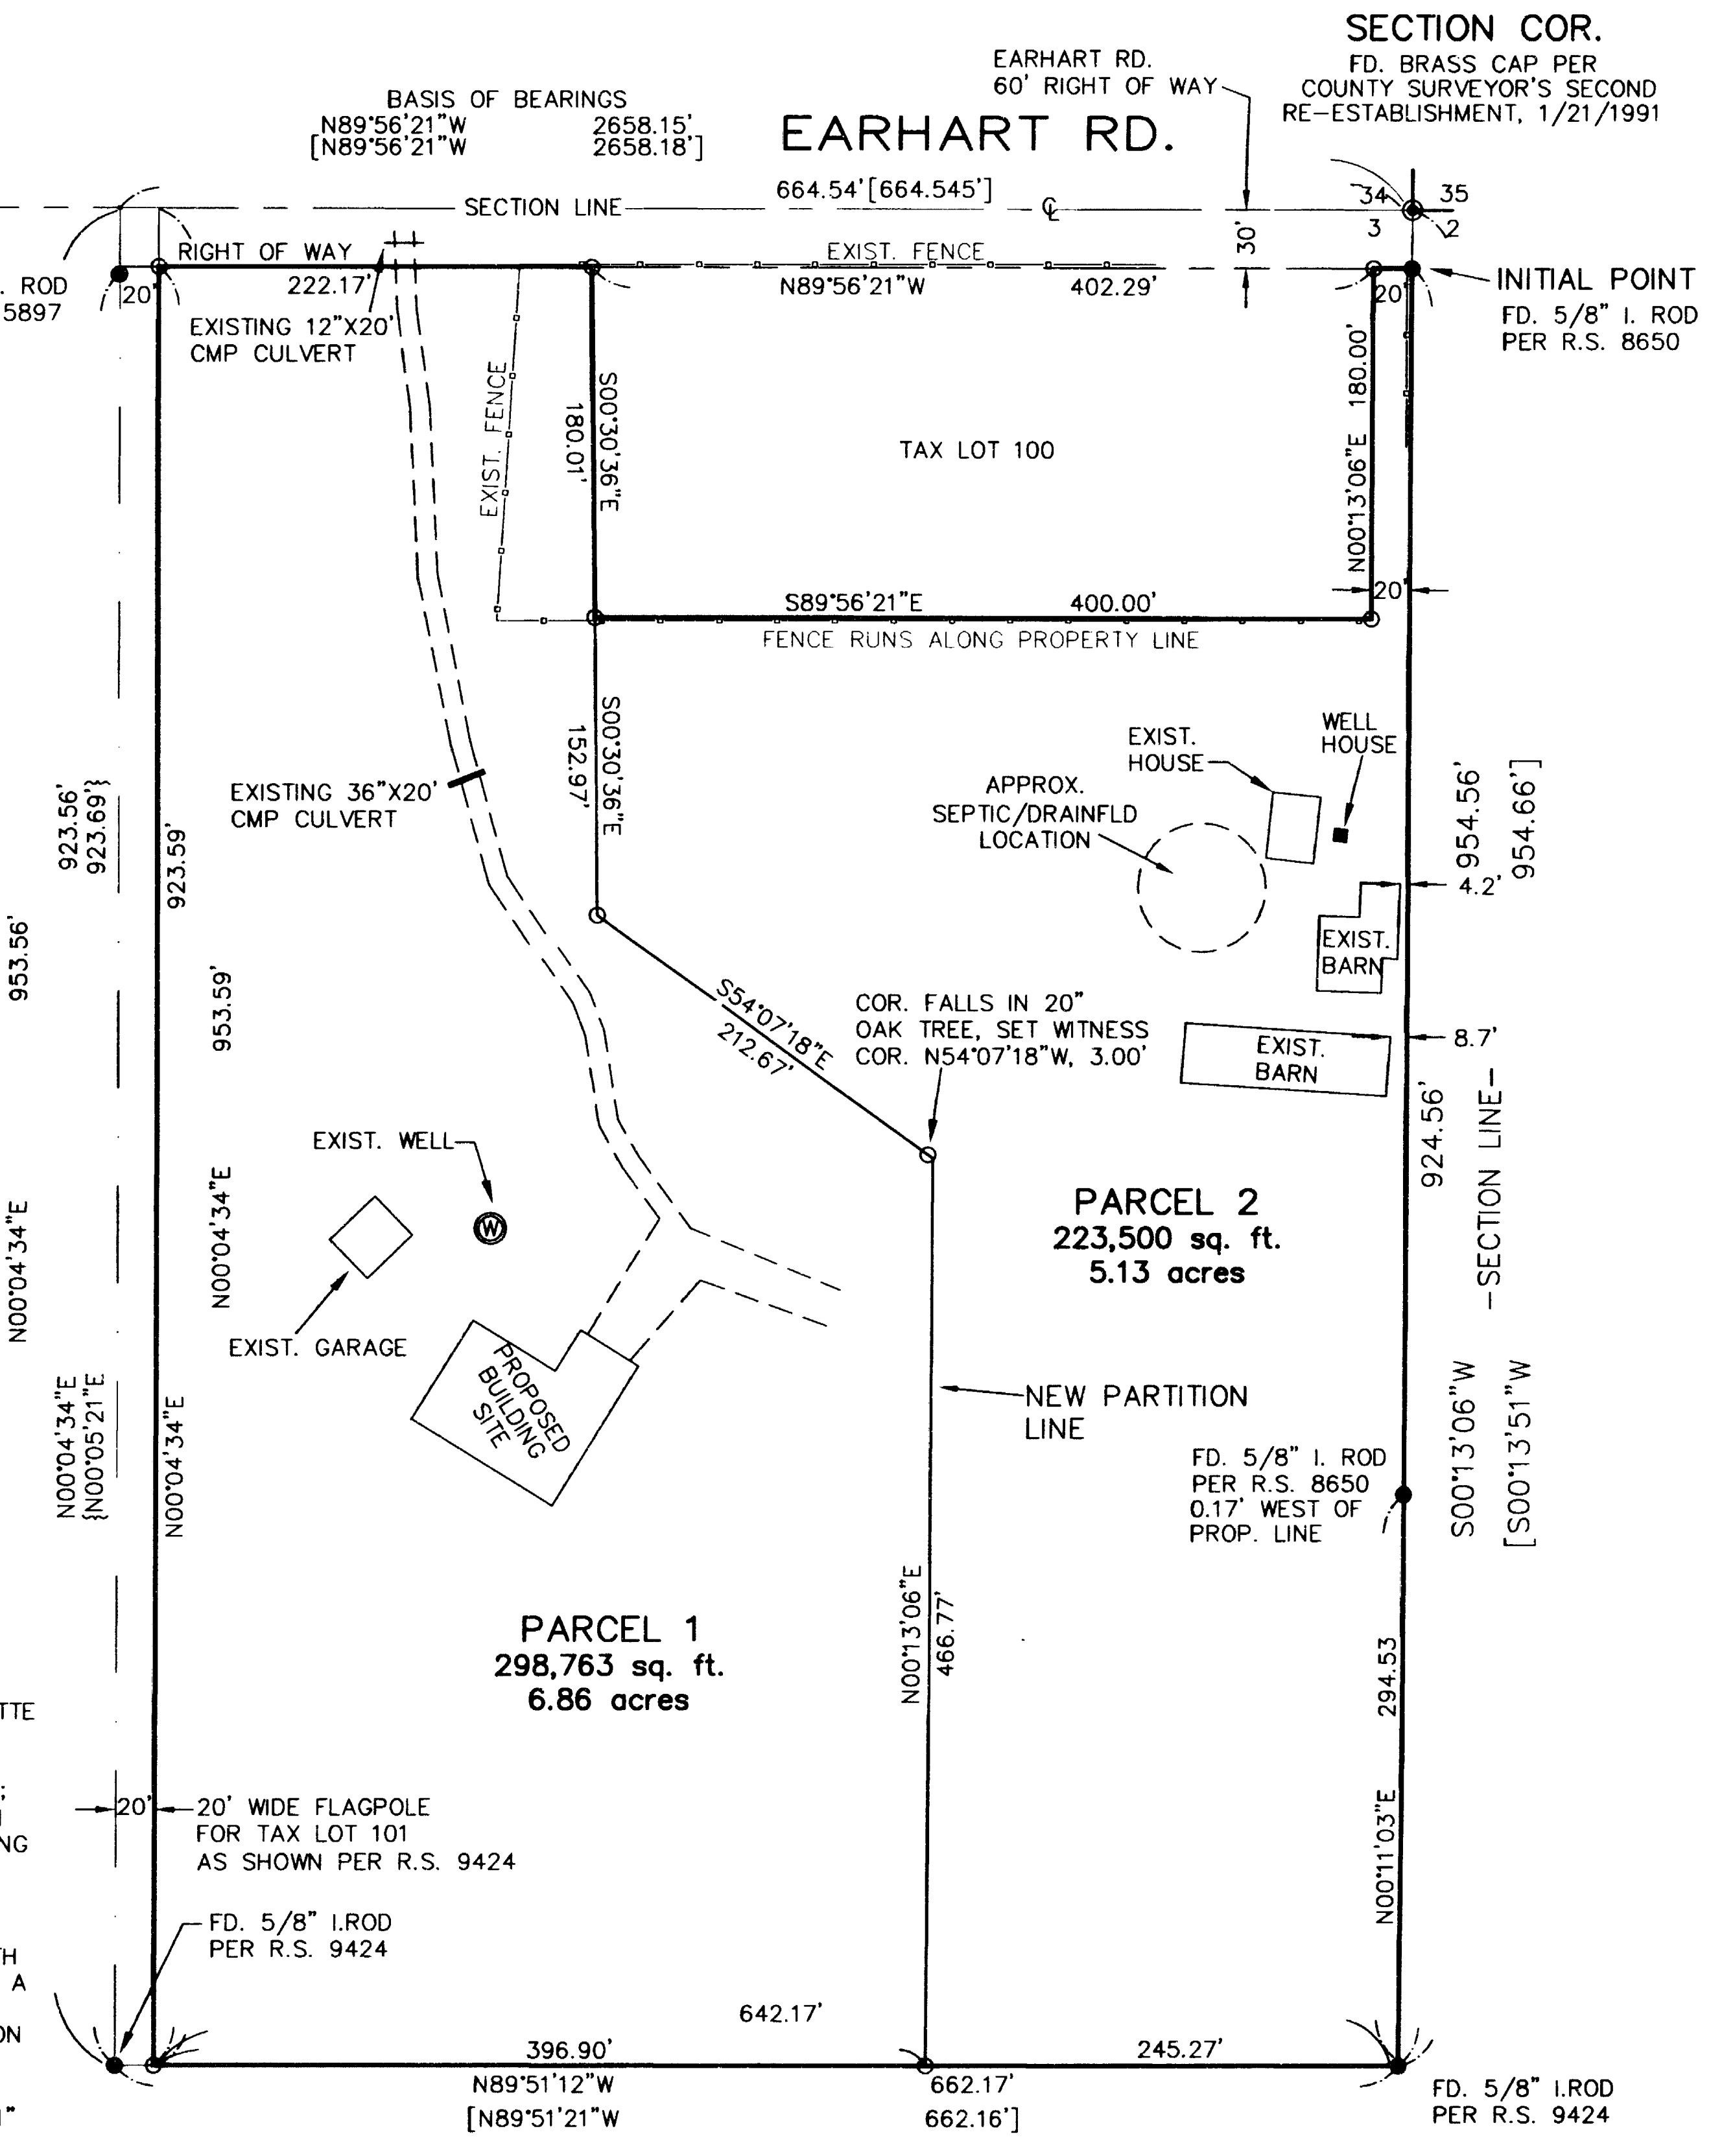 SECTION COR.
FD. BRASS CAP PER
COUNTY SURVEYOR'S SECOND
RE-ESTABLISHMENT, 1/21/1991
EARHART RD.
60' RIGHT OF WAY
BASIS OF BEARINGS
N89°56'21"W 2658.15'
[N89°56'21"W 2658.18']
EARHART RD.
664.54'[664.545']
SECTION LINE
℄
34 35
3 2
30'
RIGHT OF WAY
EXIST. FENCE
222.17'
N89°56'21"W 402.29'
20'
20'
INITIAL POINT
FD. 5/8" I. ROD
PER R.S. 8650
. ROD
5897
EXISTING 12"X20'
CMP CULVERT
EXIST. FENCE
S00°30'36"E
180.01'
TAX LOT 100
N00°13'06"E 180.00'
20'
S89°56'21"E 400.00'
FENCE RUNS ALONG PROPERTY LINE
S00°30'36"E
152.97'
EXISTING 36"X20'
CMP CULVERT
EXIST.
HOUSE
WELL
HOUSE
APPROX.
SEPTIC/DRAINFLD
LOCATION
954.56'
954.66']
4.2'
EXIST.
BARN
8.7'
EXIST.
BARN
923.56'
923.69'}
923.59'
953.56'
953.59'
S54°07'18"E
212.67'
COR. FALLS IN 20"
OAK TREE, SET WITNESS
COR. N54°07'18"W, 3.00'
924.56'
-SECTION LINE-
EXIST. WELL
W
EXIST. GARAGE
N00°04'34"E
N00°04'34"E
N00°04'34"E
{N00°05'21"E
N00°04'34"E
PROPOSED
BUILDING
SITE
PARCEL 2
223,500 sq. ft.
5.13 acres
NEW PARTITION
LINE
FD. 5/8" I. ROD
PER R.S. 8650
0.17' WEST OF
PROP. LINE
S00°13'06"W
[S00°13'51"W
N00°13'06"E
466.77'
PARCEL 1
298,763 sq. ft.
6.86 acres
294.53
N00°11'03"E
TTE
;
NG
20'
20' WIDE FLAGPOLE
FOR TAX LOT 101
AS SHOWN PER R.S. 9424
FD. 5/8" I.ROD
PER R.S. 9424
TH
A
ON
642.17'
396.90'
245.27'
N89°51'12"W 662.17'
[N89°51'21"W 662.16']
FD. 5/8" I.ROD
PER R.S. 9424